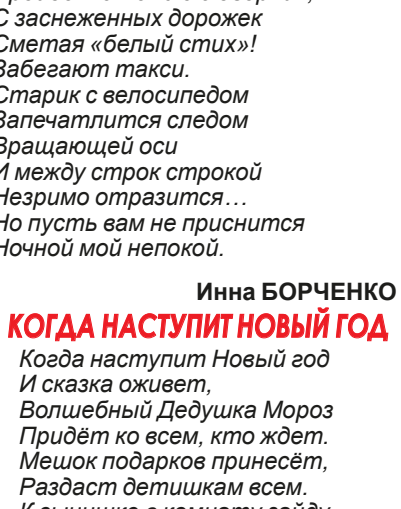 С заснеженных дорожек
Сметая «белый стих»!
Забегают такси.
Старик с велосипедом
Запечатлится следом
Вращающей оси
И между строк строкой
Незримо отразится...
Но пусть вам не приснится
Ночной мой непокой.
Инна БОРЧЕНКО
КОГДА НАСТУПИТ НОВЫЙ ГОД
Когда наступит Новый год
И сказка оживет,
Волшебный Дедушка Мороз
Придёт ко всем, кто ждет.
Мешок подарков принесёт,
Раздаст детишкам всем.